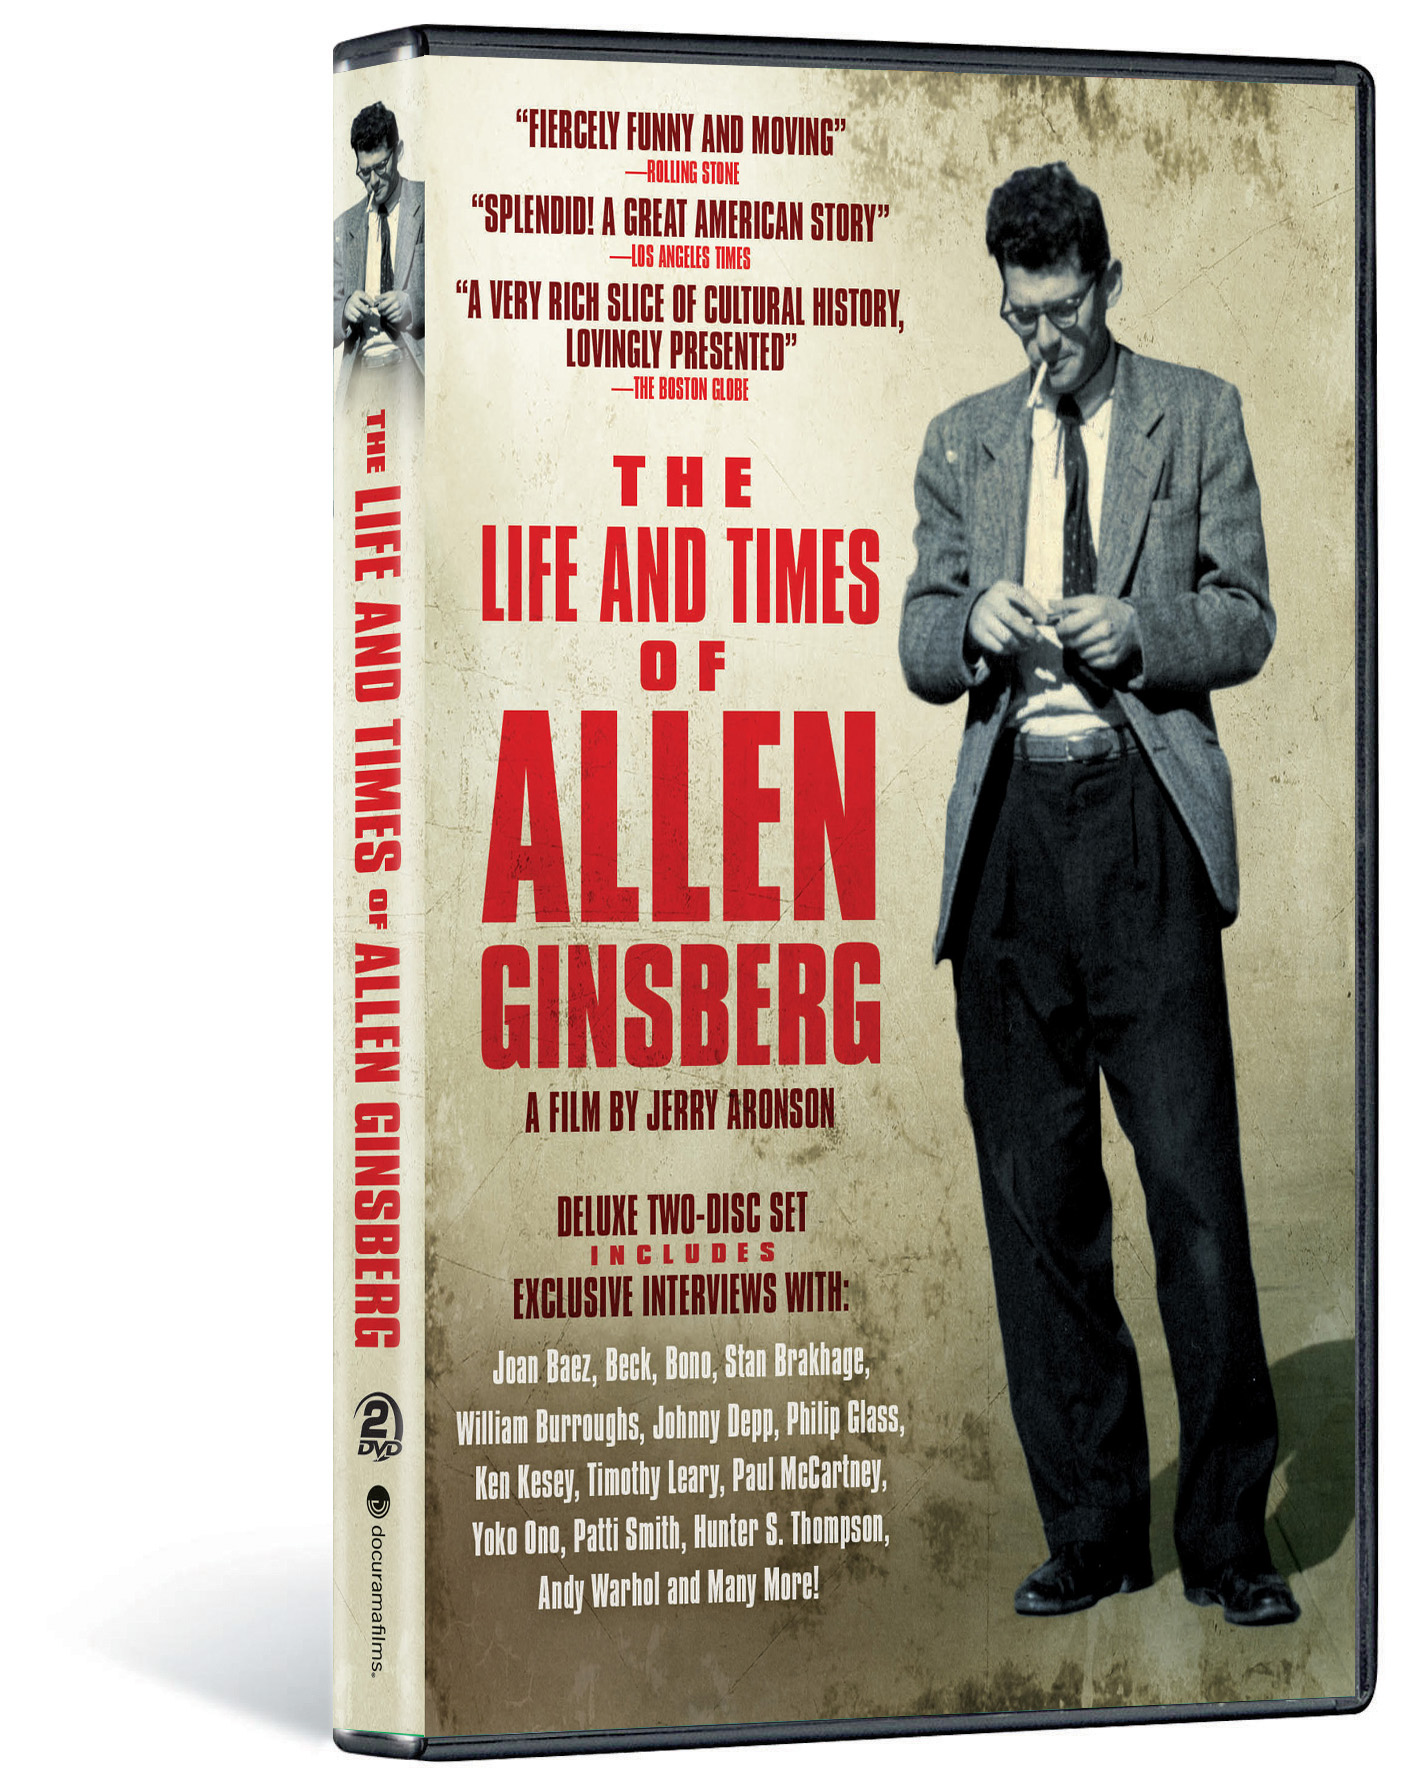 “FIERCELY FUNNY AND MOVING”
—ROLLING STONE
“SPLENDID! A GREAT AMERICAN STORY”
—LOS ANGELES TIMES
“A VERY RICH SLICE OF CULTURAL HISTORY,
LOVINGLY PRESENTED”
—THE BOSTON GLOBE
THE
LIFE AND TIMES
OF
ALLEN
GINSBERG
A FILM BY JERRY ARONSON
DELUXE TWO-DISC SET
INCLUDES
EXCLUSIVE INTERVIEWS WITH:
Joan Baez, Beck, Bono, Stan Brakhage,
William Burroughs, Johnny Depp, Philip Glass,
Ken Kesey, Timothy Leary, Paul McCartney,
Yoko Ono, Patti Smith, Hunter S. Thompson,
Andy Warhol and Many More!
THE LIFE AND TIMES OF ALLEN GINSBERG
2
DVD
docuramafilms®